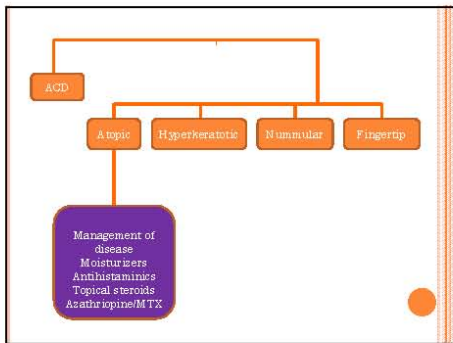 ACD
Atopic
Hyperkeratotic
Nummular
Fingertip
Management of
disease
Moisturizers
Antihistaminics
Topical steroids
Azathriopine/MTX